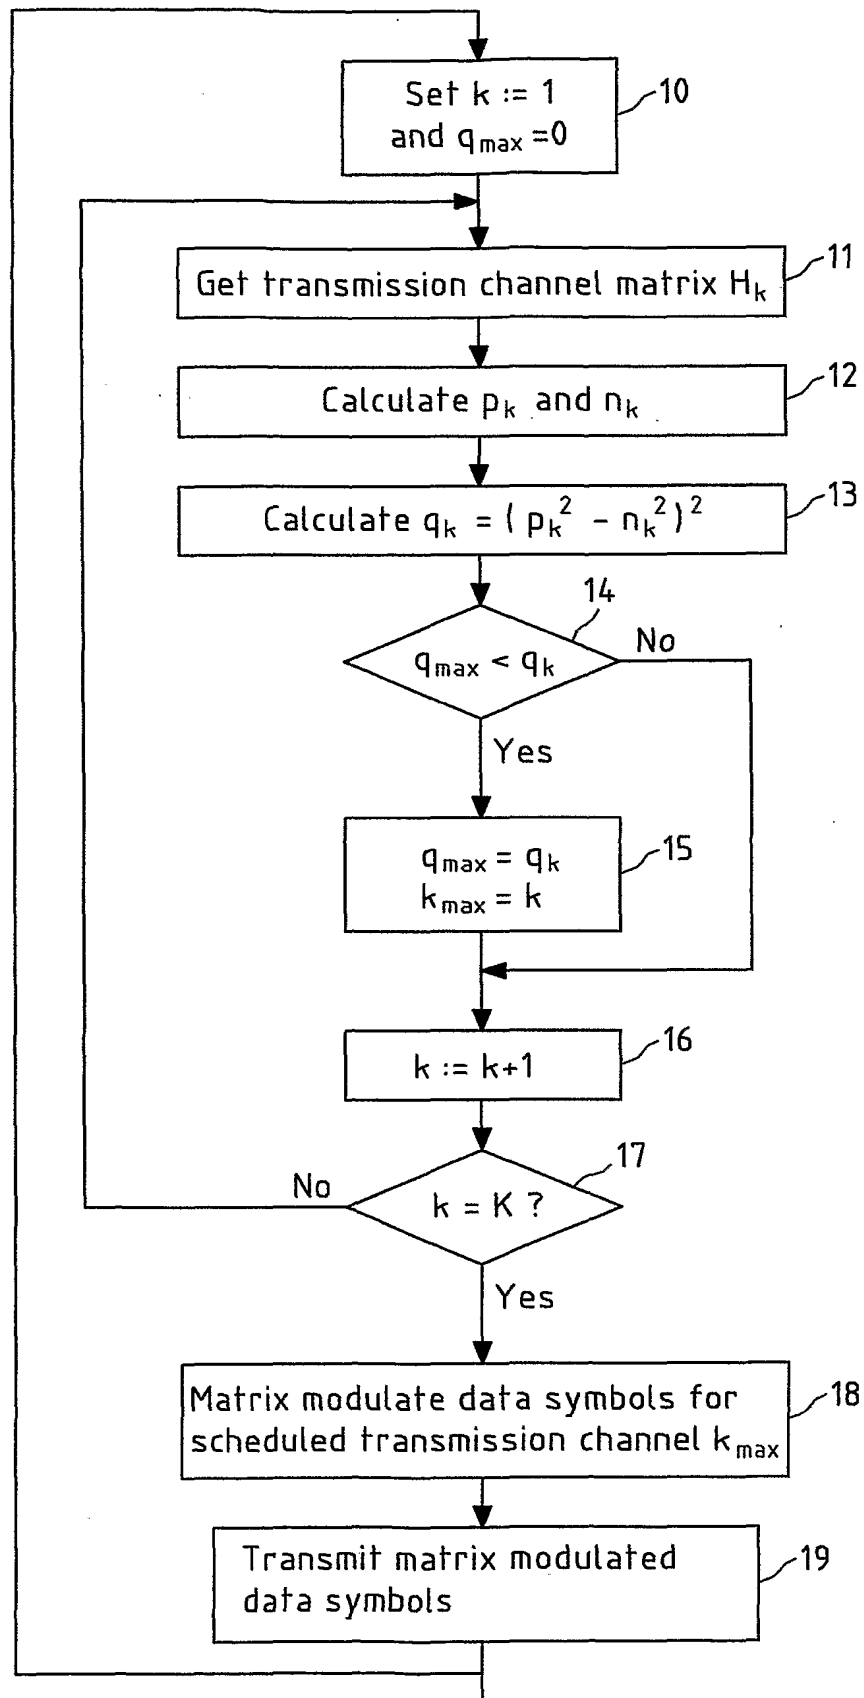 Set k := 1
and q_max =0
10
Get transmission channel matrix H_k
11
Calculate p_k and n_k
12
Calculate q_k = ( p_k^2 - n_k^2 )^2
13
14
q_max < q_k
No
Yes
q_max = q_k
k_max = k
15
k := k+1
16
17
k = K ?
No
Yes
Matrix modulate data symbols for
scheduled transmission channel k_max
18
Transmit matrix modulated
data symbols
19